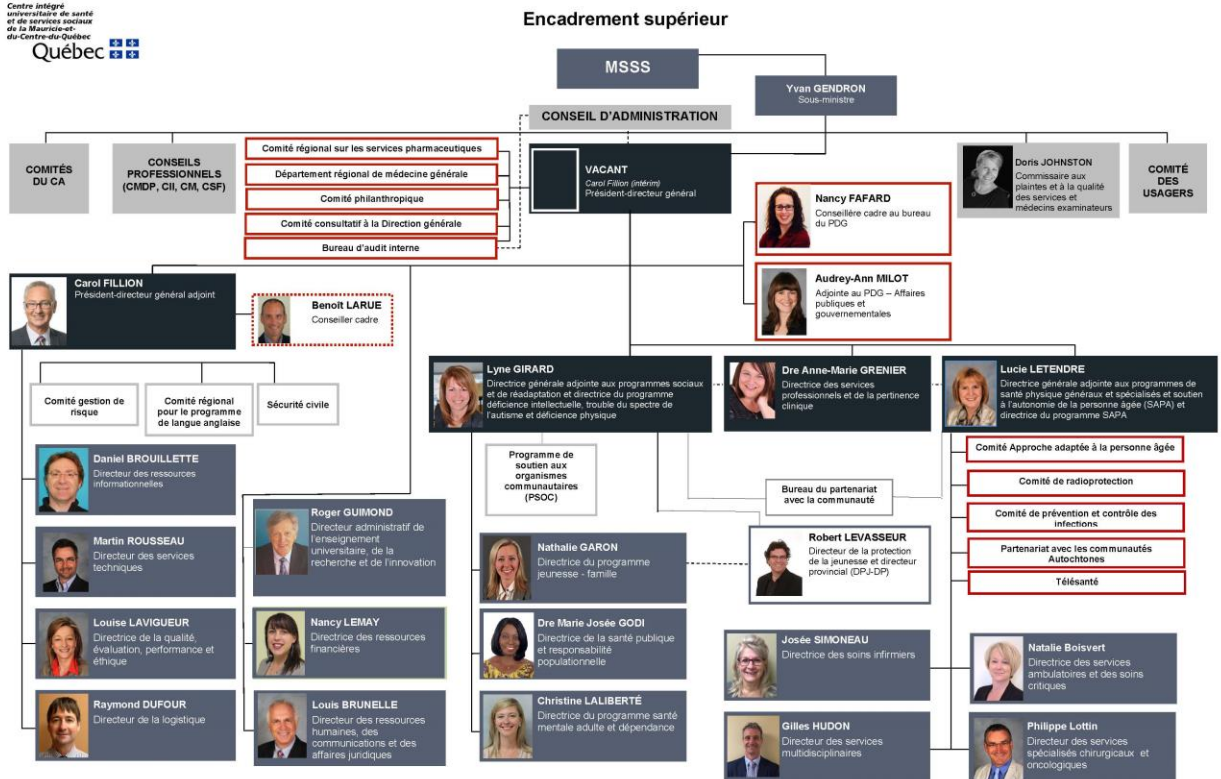 Centre intégré
universitaire de santé
et de services sociaux
de la Mauricie-et-
du-Centre-du-Québec
Québec
Encadrement supérieur
MSSS
Yvan GENDRON
Sous-ministre
CONSEIL D'ADMINISTRATION
COMITÉS
DU CA
CONSEILS
PROFESSIONNELS
(CMDP, CII, CM, CSF)
Comité régional sur les services pharmaceutiques
Département régional de médecine générale
Comité philanthropique
Comité consultatif à la Direction générale
Bureau d'audit interne
VACANT
Carol Fillion (intérim)
Président-directeur général
Doris JOHNSTON
Commissaire aux
plaintes et à la qualité
des services et
médecins examinateurs
COMITÉ
DES
USAGERS
Nancy FAFARD
Conseillère cadre au bureau
du PDG
Audrey-Ann MILOT
Adjointe au PDG – Affaires
publiques et
gouvernementales
Carol FILLION
Président-directeur général adjoint
Benoît LARUE
Conseiller cadre
Comité gestion de
risque
Comité régional
pour le programme
de langue anglaise
Sécurité civile
Lyne GIRARD
Directrice générale adjointe aux programmes sociaux
et de réadaptation et directrice du programme
déficience intellectuelle, trouble du spectre de
l'autisme et déficience physique
Dre Anne-Marie GRENIER
Directrice des services
professionnels et de la pertinence
clinique
Lucie LETENDRE
Directrice générale adjointe aux programmes de
santé physique généraux et spécialisés et soutien
à l'autonomie de la personne âgée (SAPA) et
directrice du programme SAPA
Programme de
soutien aux
organismes
communautaires
(PSOC)
Bureau du partenariat
avec la communauté
Comité Approche adaptée à la personne âgée
Comité de radioprotection
Comité de prévention et contrôle des
infections
Partenariat avec les communautés
Autochtones
Télésanté
Daniel BROUILLETTE
Directeur des ressources
informationnelles
Martin ROUSSEAU
Directeur des services
techniques
Louise LAVIGUEUR
Directrice de la qualité,
évaluation, performance et
éthique
Raymond DUFOUR
Directeur de la logistique
Roger GUIMOND
Directeur administratif de
l'enseignement
universitaire, de la
recherche et de l'innovation
Nancy LEMAY
Directrice des ressources
financières
Louis BRUNELLE
Directeur des ressources
humaines, des
communications et des
affaires juridiques
Nathalie GARON
Directrice du programme
jeunesse - famille
Dre Marie Josée GODI
Directrice de la santé publique
et responsabilité
populationnelle
Christine LALIBERTÉ
Directrice du programme santé
mentale adulte et dépendance
Robert LEVASSEUR
Directeur de la protection
de la jeunesse et directeur
provincial (DPJ-DP)
Josée SIMONEAU
Directrice des soins infirmiers
Gilles HUDON
Directeur des services
multidisciplinaires
Natalie Boisvert
Directrice des services
ambulatoires et des soins
critiques
Philippe Lottin
Directeur des services
spécialisés chirurgicaux et
oncologiques